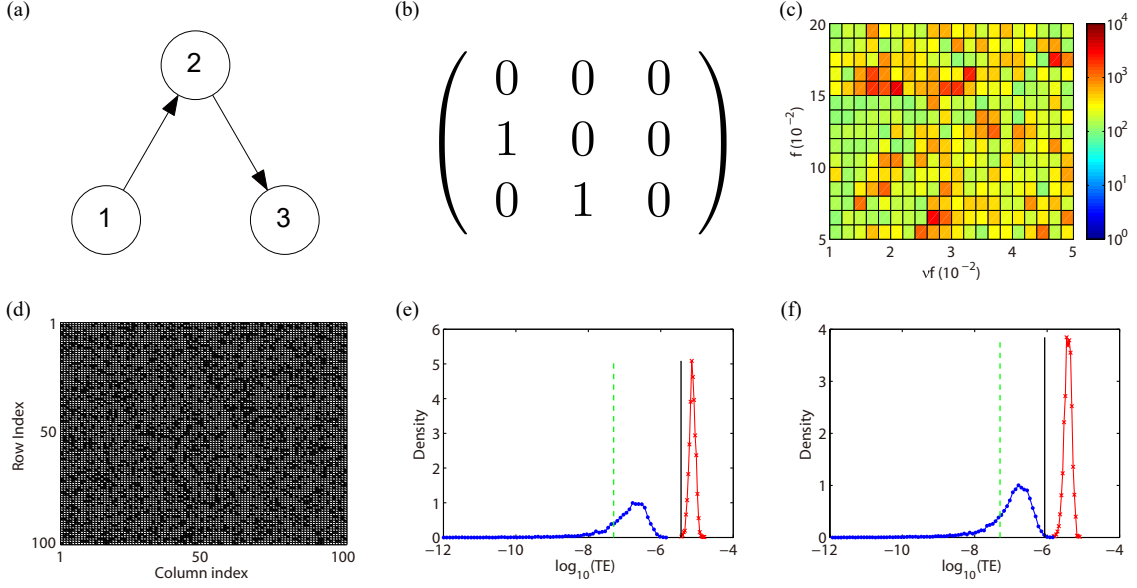 (a)
2
1
3
(b)
0 0 0
1 0 0
0 1 0
(c)
20
15
10
5
f (10⁻²)
1 2 3 4 5
νf (10⁻²)
10⁴
10³
10²
10¹
10⁰
(d)
1
50
100
Row Index
1 50 100
Column index
(e)
6
5
4
3
2
1
0
Density
−12 −10 −8 −6 −4
log₁₀(TE)
(f)
4
3
2
1
0
Density
−12 −10 −8 −6 −4
log₁₀(TE)